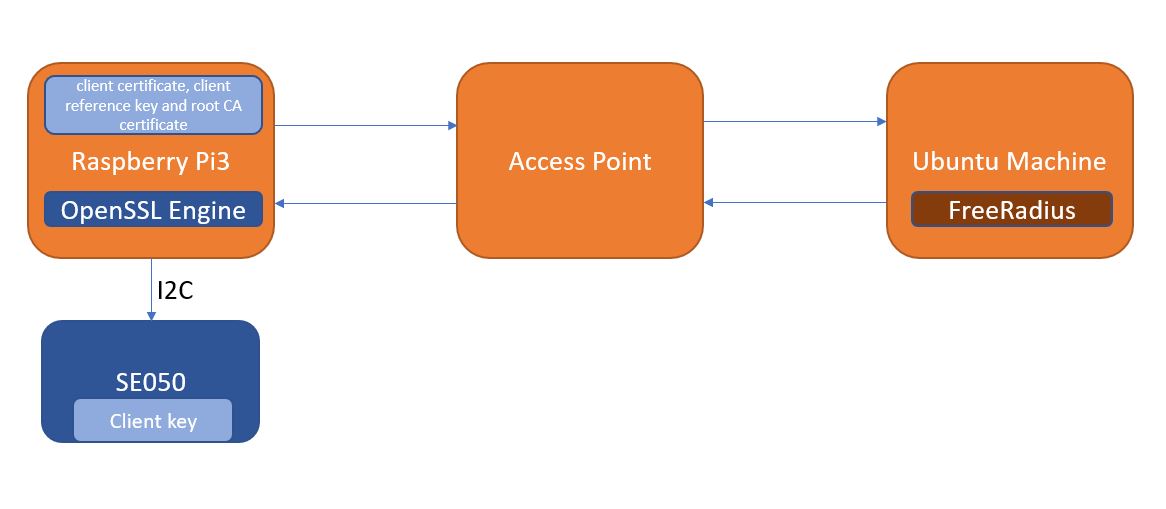 client certificate, client
reference key and root CA
certificate
Raspberry Pi3
OpenSSL Engine
I2C
SE050
Client key
Access Point
Ubuntu Machine
FreeRadius